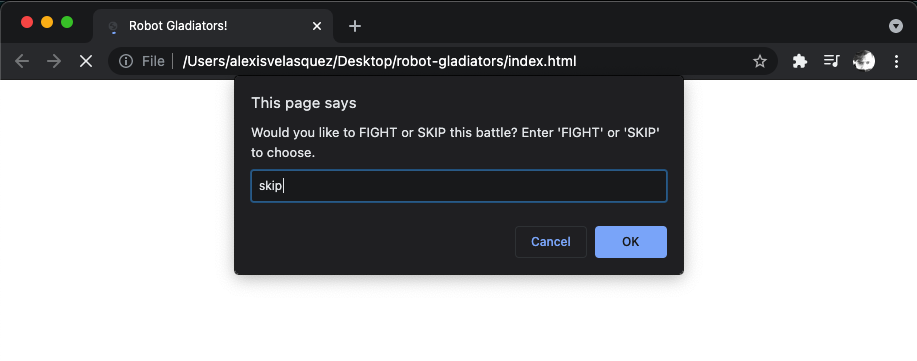 Robot Gladiators!
File
/Users/alexisvelasquez/Desktop/robot-gladiators/index.html
This page says
Would you like to FIGHT or SKIP this battle? Enter 'FIGHT' or 'SKIP'
to choose.
skip
Cancel
OK